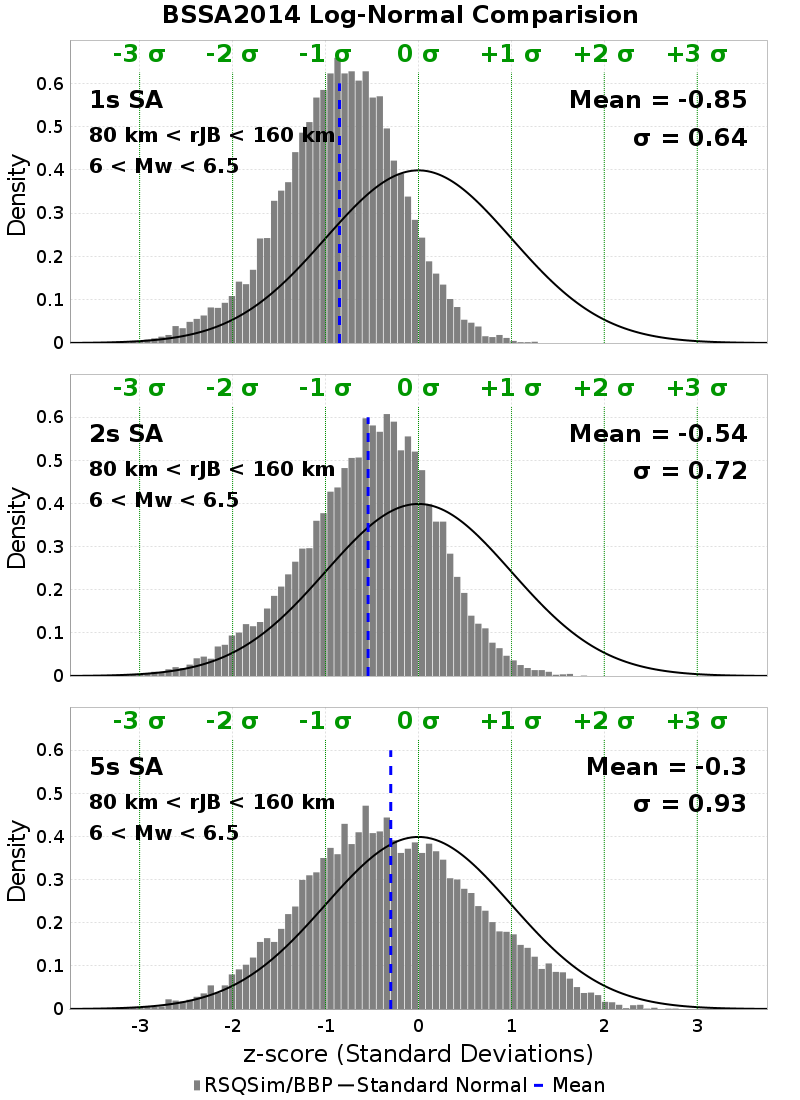 BSSA2014 Log-Normal Comparision
-3 σ -2 σ -1 σ 0 σ +1 σ +2 σ +3 σ
1s SA
80 km < rJB < 160 km
6 < Mw < 6.5
Mean = -0.85
σ = 0.64
Density
0.6
0.5
0.4
0.3
0.2
0.1
0
-3 σ -2 σ -1 σ 0 σ +1 σ +2 σ +3 σ
2s SA
80 km < rJB < 160 km
6 < Mw < 6.5
Mean = -0.54
σ = 0.72
Density
0.6
0.5
0.4
0.3
0.2
0.1
0
-3 σ -2 σ -1 σ 0 σ +1 σ +2 σ +3 σ
5s SA
80 km < rJB < 160 km
6 < Mw < 6.5
Mean = -0.3
σ = 0.93
Density
0.6
0.5
0.4
0.3
0.2
0.1
0
-3 -2 -1 0 1 2 3
z-score (Standard Deviations)
RSQSim/BBP Standard Normal Mean